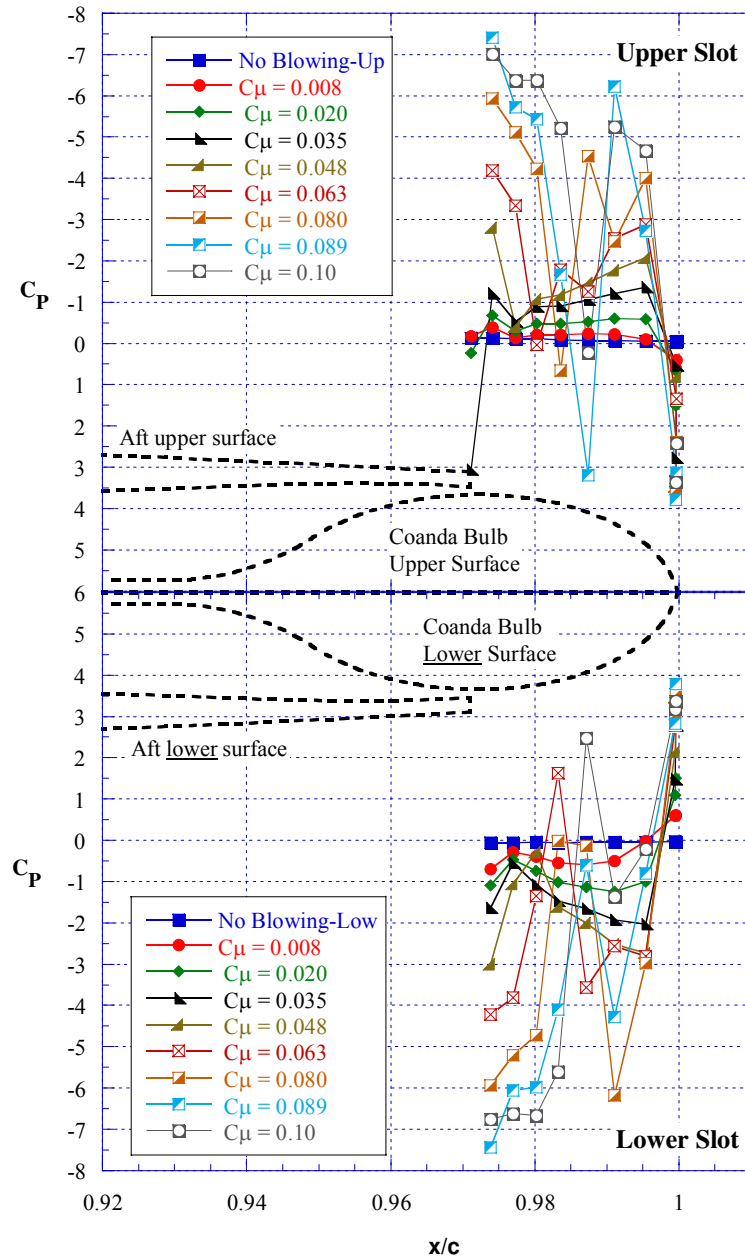 -8
-7
-6
-5
-4
-3
-2
-1
0
1
2
3
4
5
6
5
4
3
2
1
0
-1
-2
-3
-4
-5
-6
-7
-8
C_P
C_P
Upper Slot
No Blowing-Up
Cμ = 0.008
Cμ = 0.020
Cμ = 0.035
Cμ = 0.048
Cμ = 0.063
Cμ = 0.080
Cμ = 0.089
Cμ = 0.10
Aft upper surface
Coanda Bulb
Upper Surface
Coanda Bulb
Lower Surface
Aft lower surface
No Blowing-Low
Cμ = 0.008
Cμ = 0.020
Cμ = 0.035
Cμ = 0.048
Cμ = 0.063
Cμ = 0.080
Cμ = 0.089
Cμ = 0.10
Lower Slot
0.92 0.94 0.96 0.98 1
x/c